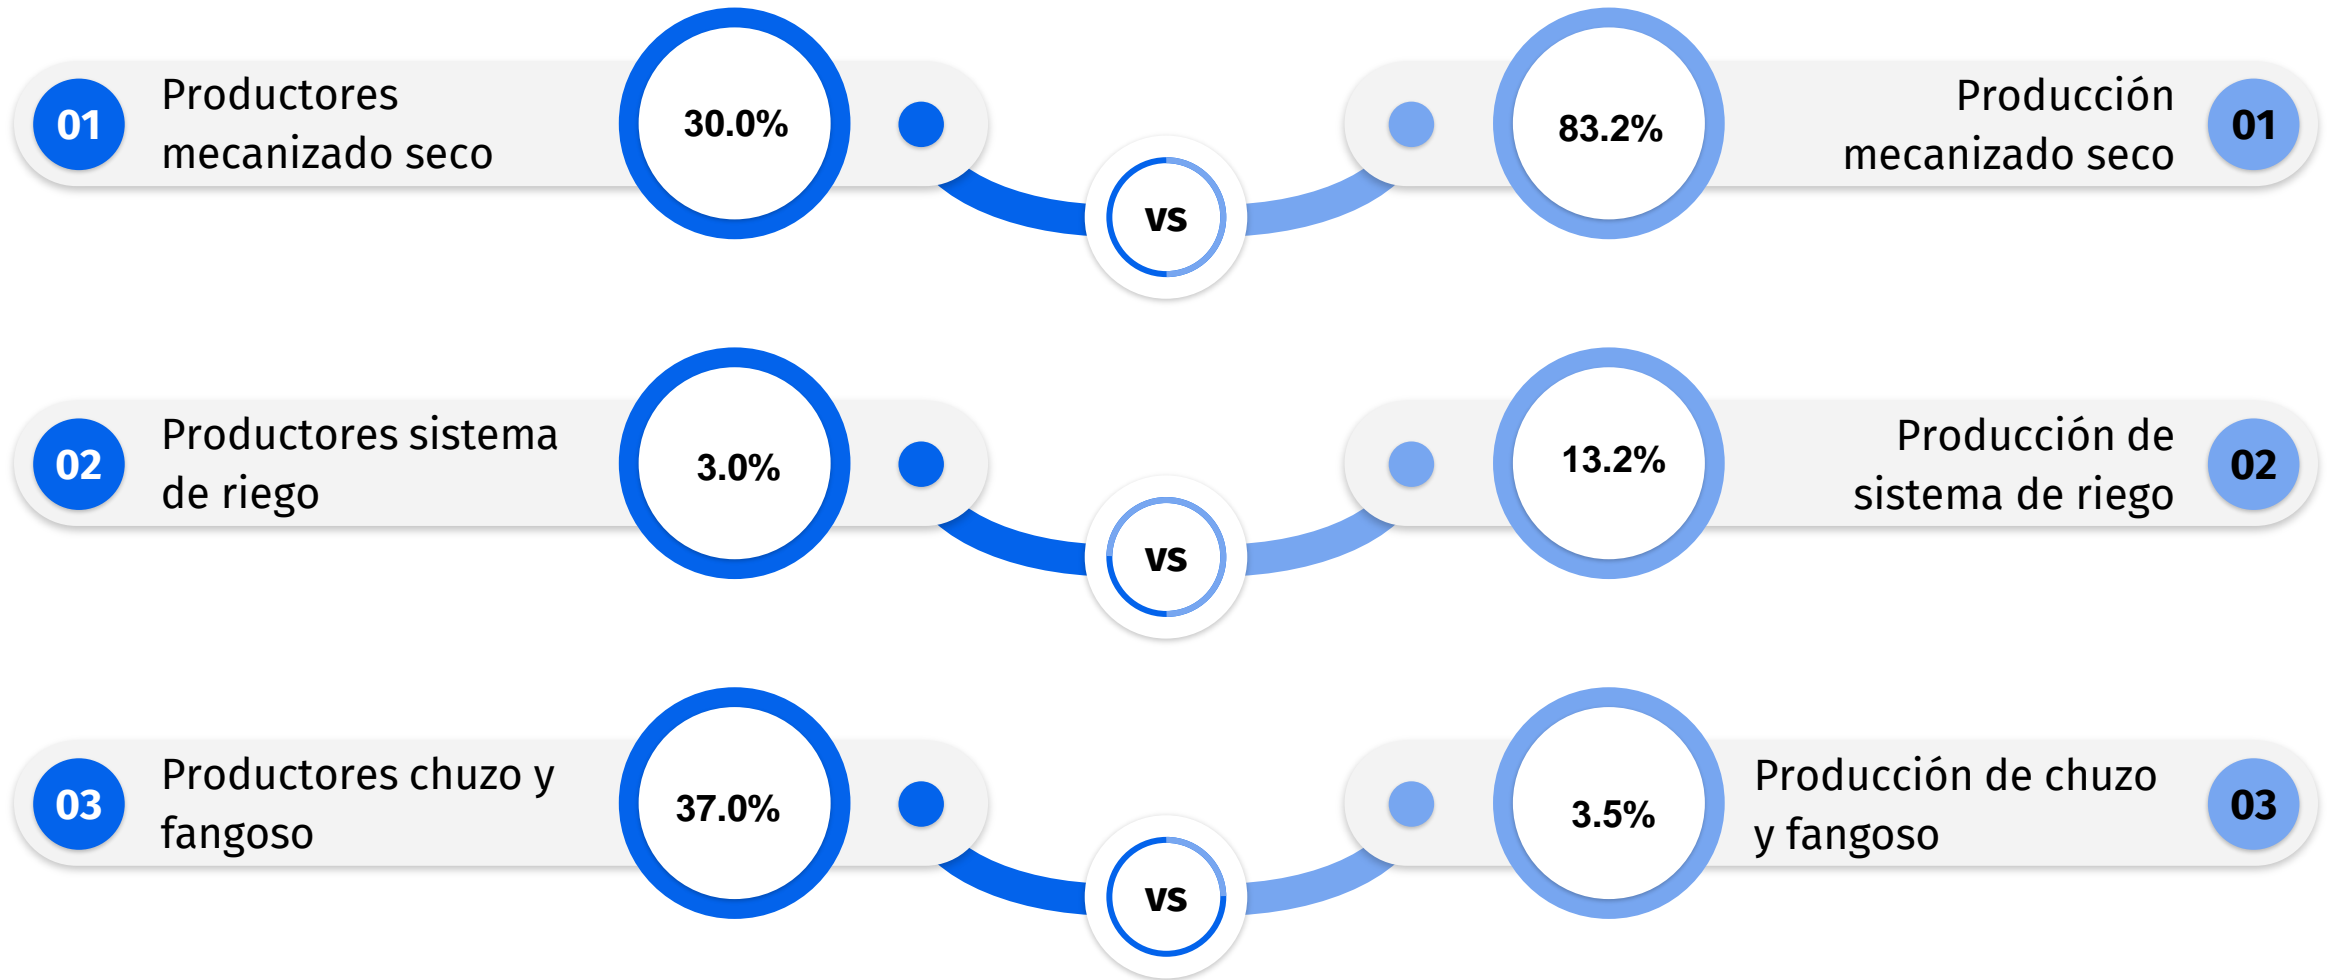 01
Productores
mecanizado seco
30.0%
vs
83.2%
Producción
mecanizado seco
01
02
Productores sistema
de riego
3.0%
vs
13.2%
Producción de
sistema de riego
02
03
Productores chuzo y
fangoso
37.0%
vs
3.5%
Producción de chuzo
y fangoso
03